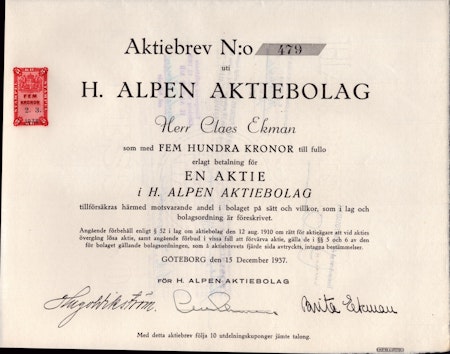 Aktiebrev N:o 479
uti
H. ALPEN AKTIEBOLAG
Herr Claes Ekman
som med FEM HUNDRA KRONOR till fullo
erlagt betalning för
EN AKTIE
i H. ALPEN AKTIEBOLAG
tillförsäkras härmed motsvarande andel i bolaget på sätt och villkor, som i lag och
bolagsordning är föreskrivet.
Angående förbehåll enligt § 32 i lag om aktiebolag den 12 aug. 1910 om rätt för aktieägare att vid akties
övergång lösa aktie, samt angående förbud i vissa fall att förvärva aktie, gälla de i §§ 5 och 6 av den
för bolaget gällande bolagsordningen, som å aktiebrevets fjärde sida avtryckts, intagna bestämmelser.
GÖTEBORG den 15 December 1937.
FÖR H. ALPEN AKTIEBOLAG
Brita Ekman
Med detta aktiebrev följa 10 utdelningskuponger jämte talong.
FEM
KRONOR
2. 3.